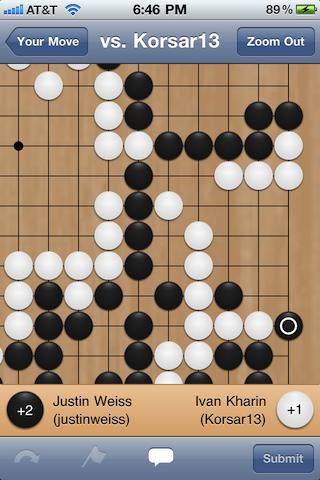 AT&T 6:46 PM 89%
Your Move vs. Korsar13 Zoom Out
+2 Justin Weiss Ivan Kharin +1
(justinweiss) (Korsar13)
Submit